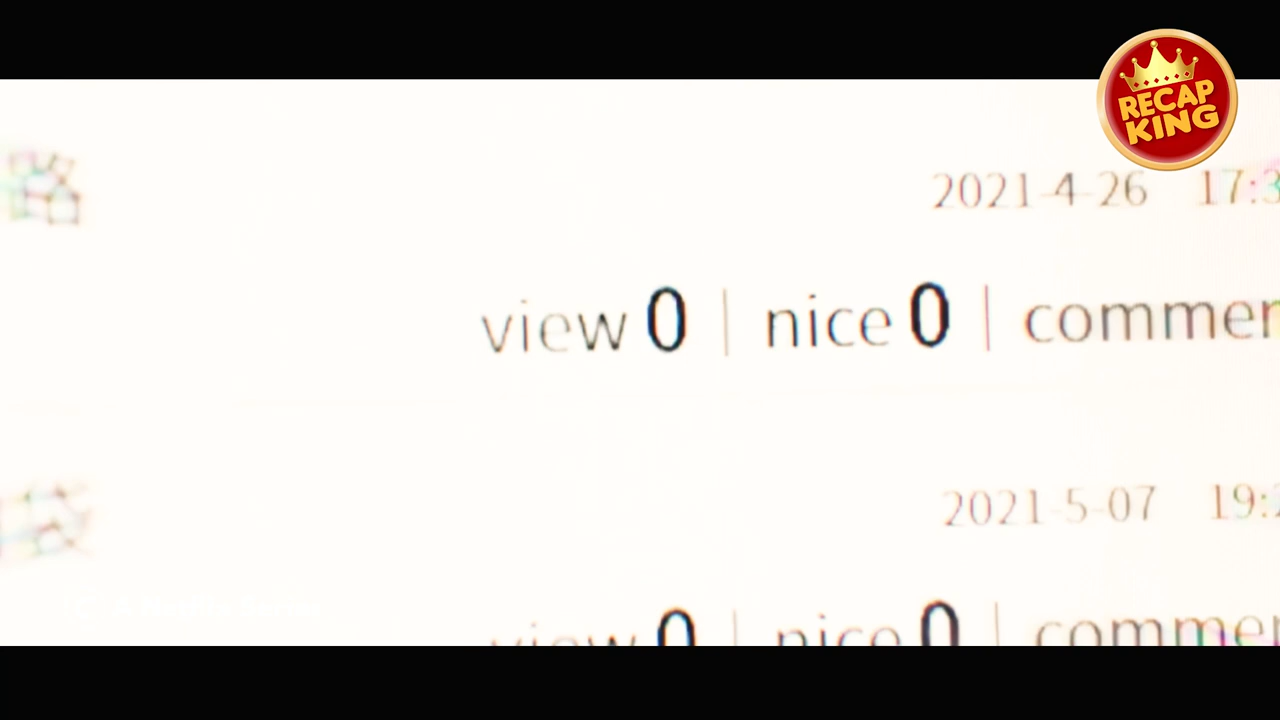 RECAP
KING
2021-4-26 17:3
略
view 0 | nice 0 | commen
2021-5-07 19:2
view 0 | nice 0 | commen